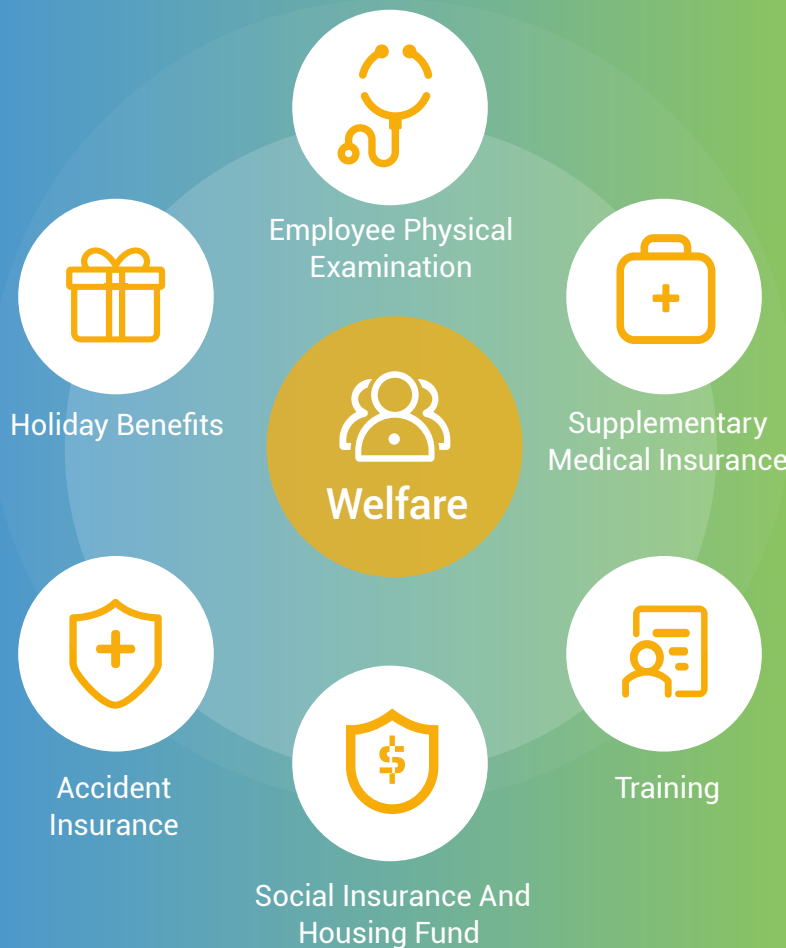 Employee Physical
Examination
Holiday Benefits
Supplementary
Medical Insurance
Welfare
Accident
Insurance
Training
$
Social Insurance And
Housing Fund